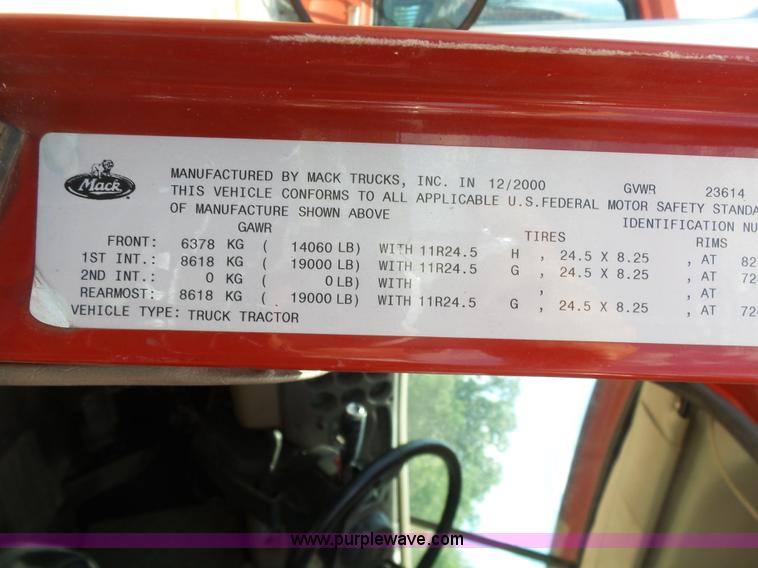 Mack
MANUFACTURED BY MACK TRUCKS, INC. IN 12/2000 GVWR 23614
THIS VEHICLE CONFORMS TO ALL APPLICABLE U.S.FEDERAL MOTOR SAFETY STANDA
OF MANUFACTURE SHOWN ABOVE IDENTIFICATION NU
GAWR TIRES RIMS
FRONT: 6378 KG ( 14060 LB) WITH 11R24.5 H , 24.5 X 8.25 , AT 82
1ST INT.: 8618 KG ( 19000 LB) WITH 11R24.5 G , 24.5 X 8.25 , AT 724
2ND INT.: 0 KG ( 0 LB) WITH , , AT
REARMOST: 8618 KG ( 19000 LB) WITH 11R24.5 G , 24.5 X 8.25 , AT 724
VEHICLE TYPE: TRUCK TRACTOR
www.purplewave.com